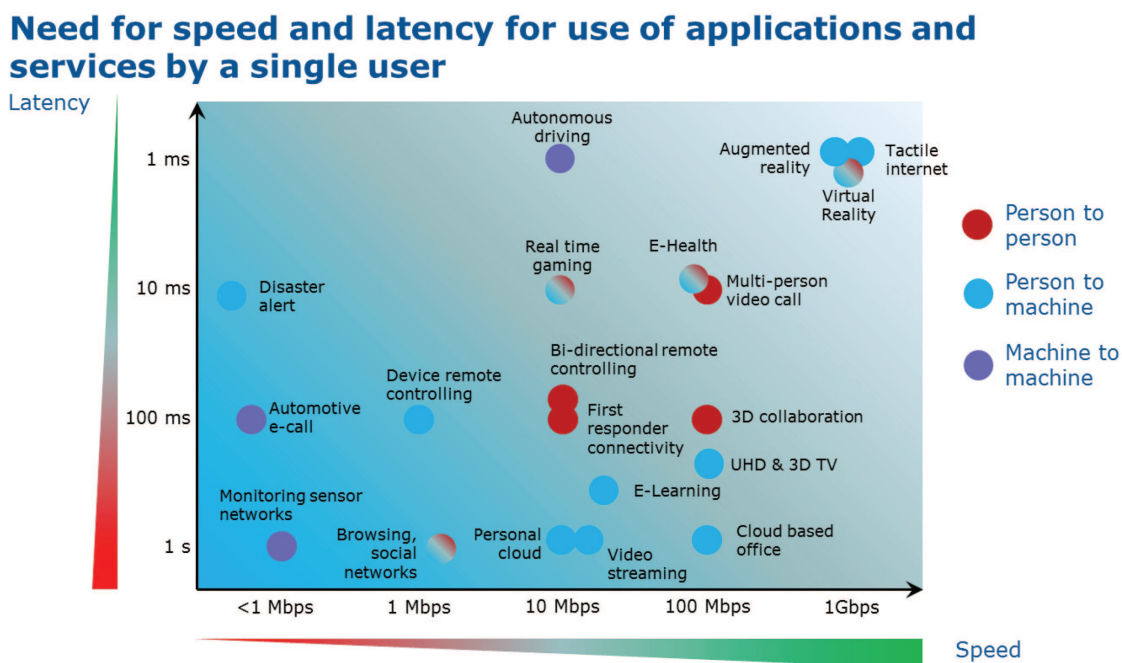 Need for speed and latency for use of applications and
services by a single user
Latency
Autonomous
driving
1 ms
Augmented
reality
Tactile
internet
Virtual
Reality
Person to
person
Real time
gaming
E-Health
10 ms
Disaster
alert
Multi-person
video call
Person to
machine
Bi-directional remote
controlling
Machine to
machine
Device remote
controlling
100 ms
Automotive
e-call
First
responder
connectivity
3D collaboration
UHD & 3D TV
E-Learning
Monitoring sensor
networks
1 s
Browsing,
social
networks
Personal
cloud
Video
streaming
Cloud based
office
<1 Mbps
1 Mbps
10 Mbps
100 Mbps
1Gbps
Speed